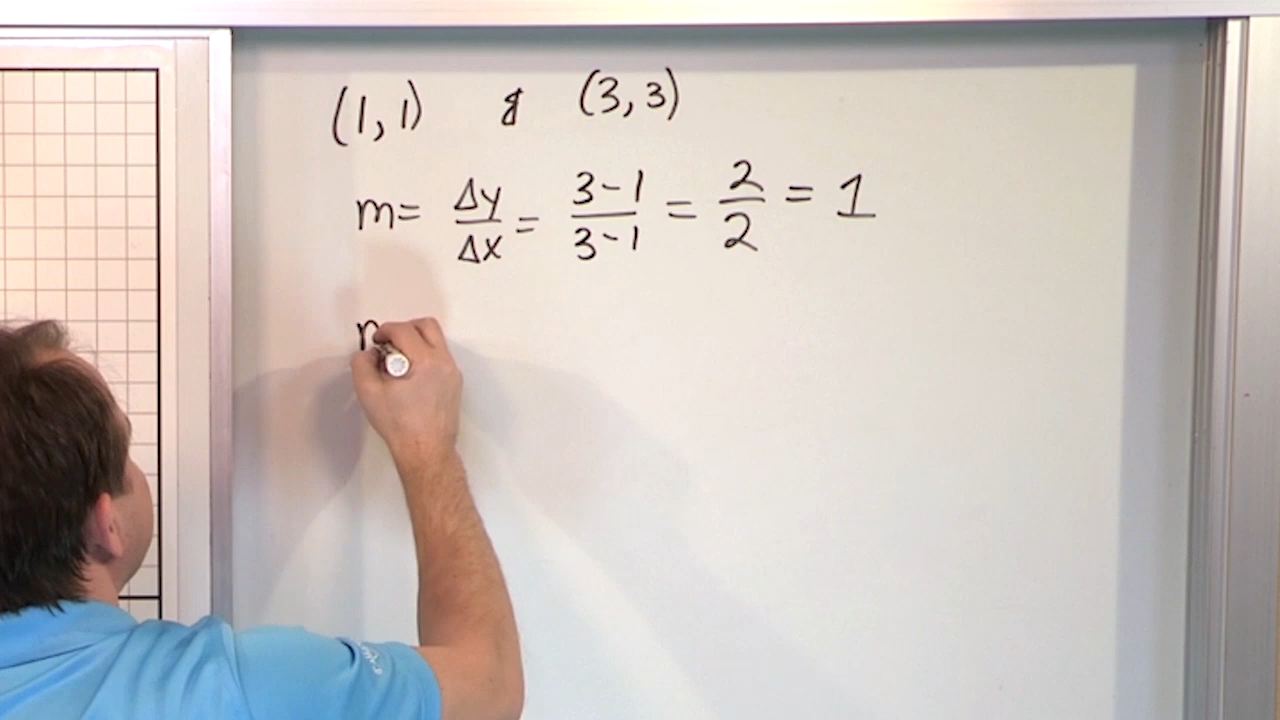 (1,1) & (3,3)
m= Δy/Δx = 3-1/3-1 = 2/2 = 1